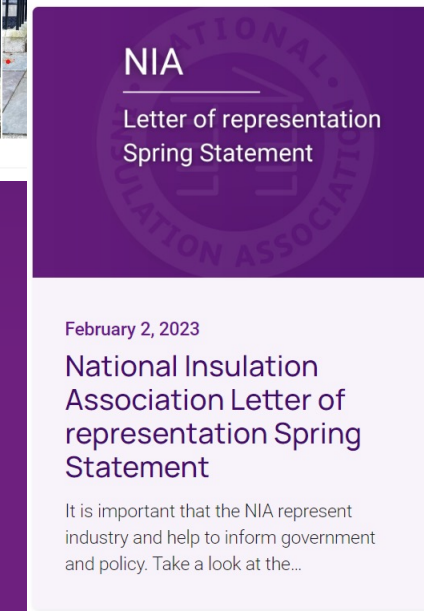 NIA
Letter of representation
Spring Statement
NATIONAL INSULATION ASSOCIATION
February 2, 2023
National Insulation
Association Letter of
representation Spring
Statement
It is important that the NIA represent
industry and help to inform government
and policy. Take a look at the...